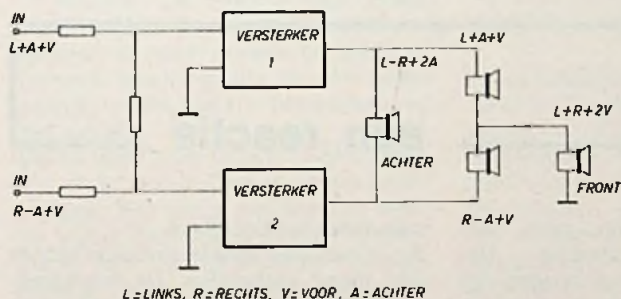 IN
L+A+V
VERSTERKER
1
L-R+2A
L+A+V
L+R+2V
ACHTER
FRONT
IN
R-A+V
VERSTERKER
2
R-A+V
L=LINKS, R=RECHTS, V=VOOR, A=ACHTER